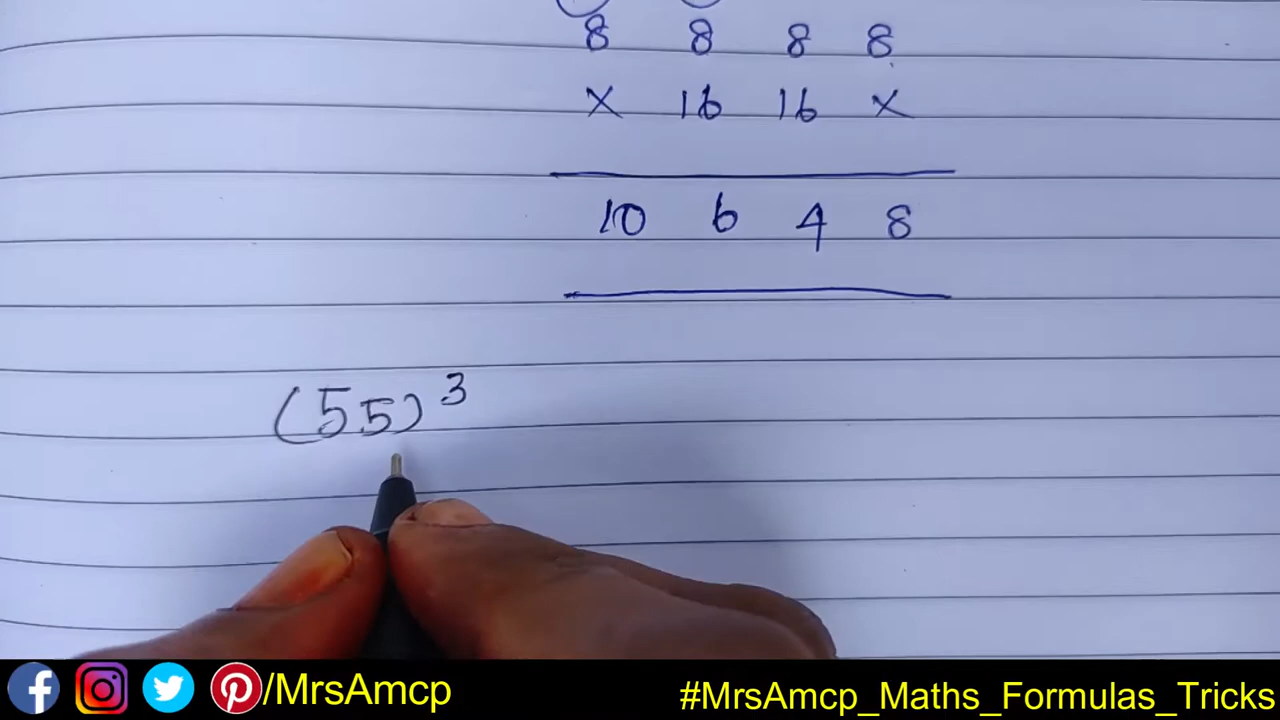 8 8 8 8
× 16 16 ×
10 6 4 8
(55)³
/MrsAmcp
#MrsAmcp_Maths_Formulas_Tricks